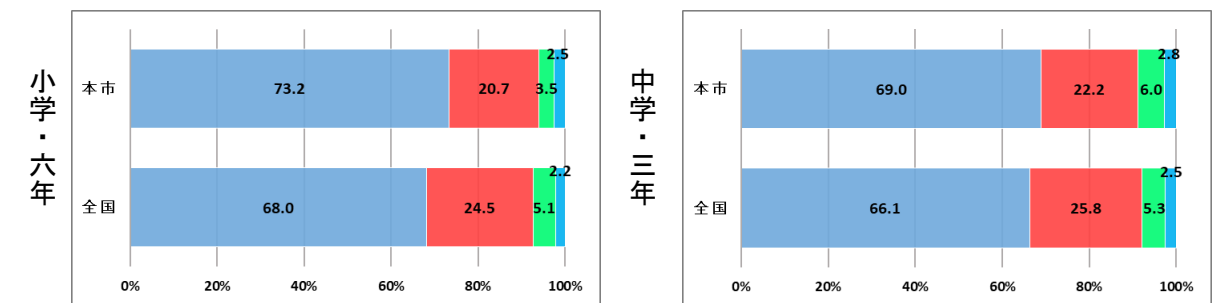 小学・六年
2.5
本市 73.2 20.7 3.5
2.2
全国 68.0 24.5 5.1
0% 20% 40% 60% 80% 100%
中学・三年
2.8
本市 69.0 22.2 6.0
2.5
全国 66.1 25.8 5.3
0% 20% 40% 60% 80% 100%